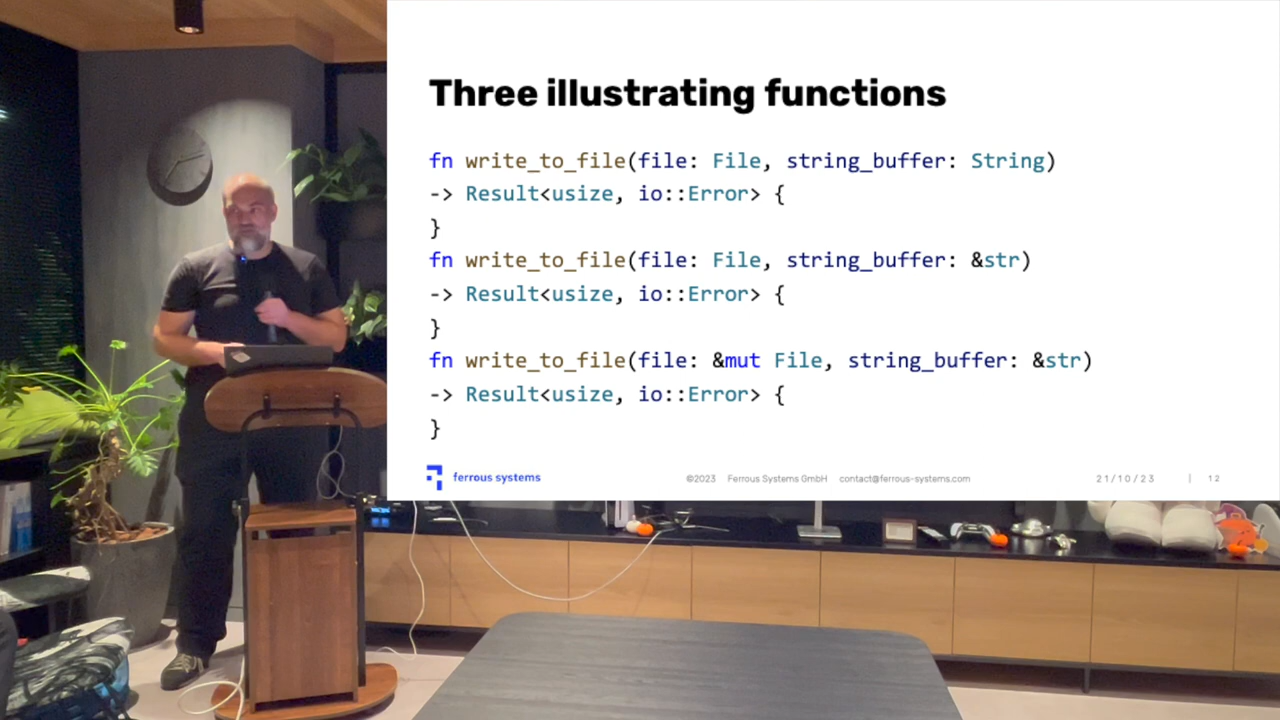 Three illustrating functions
fn write_to_file(file: File, string_buffer: String)
-> Result<usize, io::Error> {
}
fn write_to_file(file: File, string_buffer: &str)
-> Result<usize, io::Error> {
}
fn write_to_file(file: &mut File, string_buffer: &str)
-> Result<usize, io::Error> {
}
ferrous systems ©2023 Ferrous Systems GmbH contact@ferrous-systems.com 21/10/23 | 12